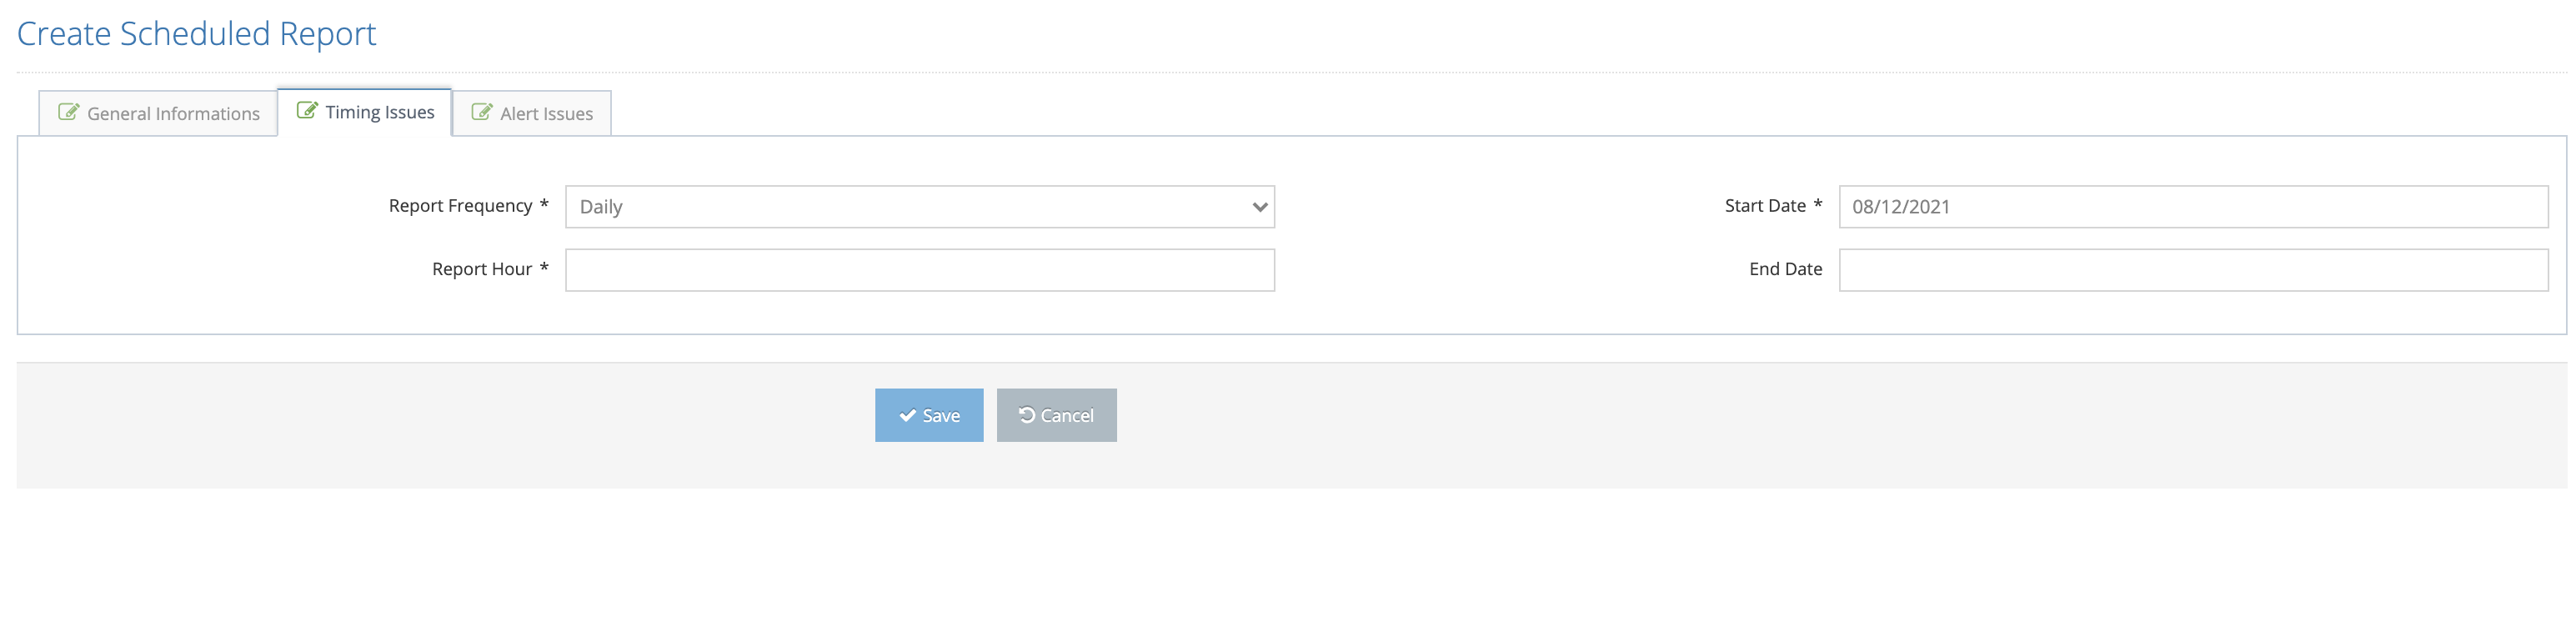 Create Scheduled Report
General Informations
Timing Issues
Alert Issues
Report Frequency * Daily
Start Date * 08/12/2021
Report Hour *
End Date
Save
Cancel